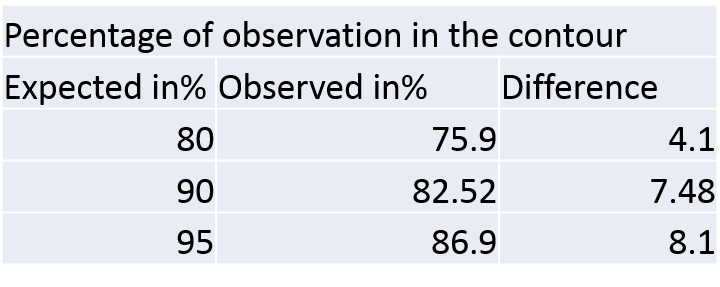 Percentage of observation in the contour
Expected in% Observed in% Difference
80 75.9 4.1
90 82.52 7.48
95 86.9 8.1